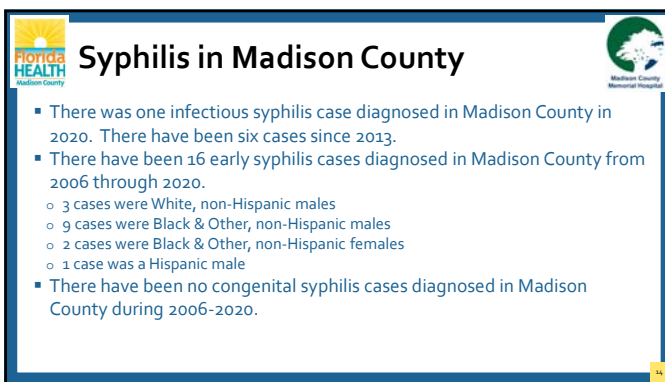 Florida
HEALTH
Madison County
Syphilis in Madison County
Madison County
Memorial Hospital
▪ There was one infectious syphilis case diagnosed in Madison County in
2020. There have been six cases since 2013.
▪ There have been 16 early syphilis cases diagnosed in Madison County from
2006 through 2020.
o 3 cases were White, non-Hispanic males
o 9 cases were Black & Other, non-Hispanic males
o 2 cases were Black & Other, non-Hispanic females
o 1 case was a Hispanic male
▪ There have been no congenital syphilis cases diagnosed in Madison
County during 2006-2020.
14